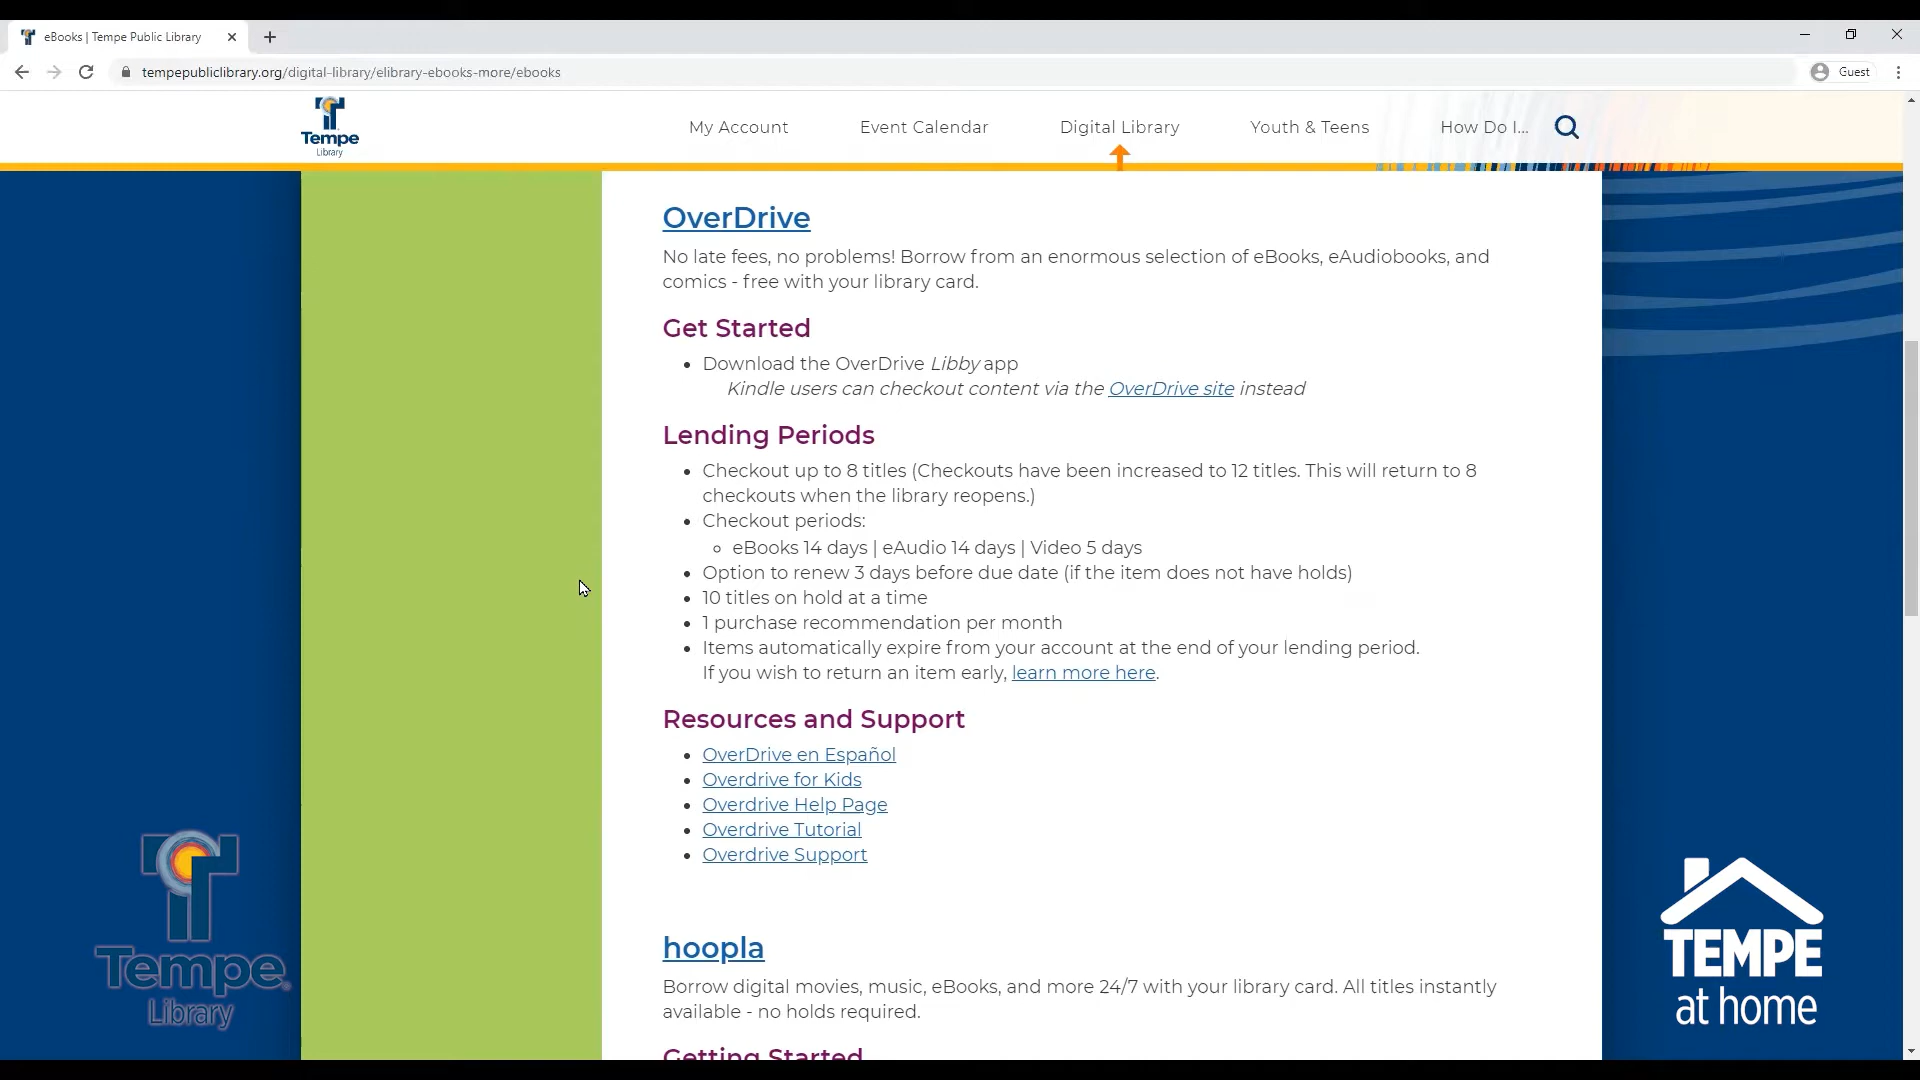 eBooks | Tempe Public Library
tempepubliclibrary.org/digital-library/elibrary-ebooks-more/ebooks
Guest
Tempe
Library
My Account
Event Calendar
Digital Library
Youth & Teens
How Do I...
OverDrive
No late fees, no problems! Borrow from an enormous selection of eBooks, eAudiobooks, and
comics - free with your library card.
Get Started
Download the OverDrive Libby app
Kindle users can checkout content via the OverDrive site instead
Lending Periods
Checkout up to 8 titles (Checkouts have been increased to 12 titles. This will return to 8
checkouts when the library reopens.)
Checkout periods:
eBooks 14 days | eAudio 14 days | Video 5 days
Option to renew 3 days before due date (if the item does not have holds)
10 titles on hold at a time
1 purchase recommendation per month
Items automatically expire from your account at the end of your lending period.
If you wish to return an item early, learn more here.
Resources and Support
OverDrive en Español
Overdrive for Kids
Overdrive Help Page
Overdrive Tutorial
Overdrive Support
hoopla
Borrow digital movies, music, eBooks, and more 24/7 with your library card. All titles instantly
available - no holds required.
Getting Started
Tempe®
Library
TEMPE
at home